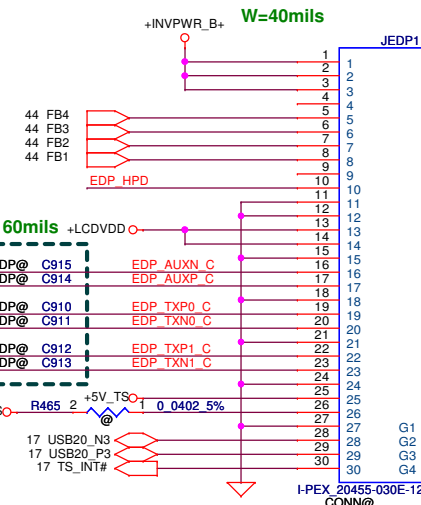 W=40mils
+INVPWR_B+
JEDP1
1 1
2 2
3 3
4 4
44 FB4 5 5
44 FB3 6 6
44 FB2 7 7
44 FB1 8 8
9 9
EDP_HPD 10 10
11 11
12 12
60mils +LCDVDD 13 13
14 14
15 15
DP@ C915 EDP_AUXN_C 16 16
DP@ C914 EDP_AUXP_C 17 17
18 18
DP@ C910 EDP_TXP0_C 19 19
DP@ C911 EDP_TXN0_C 20 20
21 21
DP@ C912 EDP_TXP1_C 22 22
DP@ C913 EDP_TXN1_C 23 23
24 24
+5V_TS 25 25
S R465 2 1 0_0402_5% 26 26
@
27 27 G1
17 USB20_N3 28 28 G2
17 USB20_P3 29 29 G3
17 TS_INT# 30 30 G4
I-PEX_20455-030E-12
CONN@